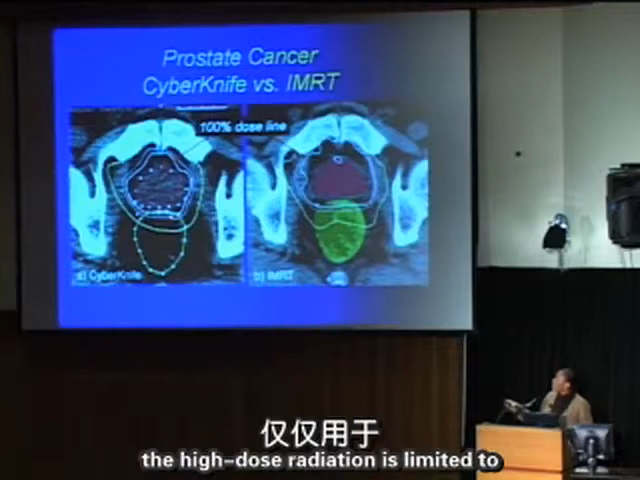 Prostate Cancer
CyberKnife vs. IMRT
100% dose line
a) CyberKnife
b) IMRT
仅仅用于
the high-dose radiation is limited to